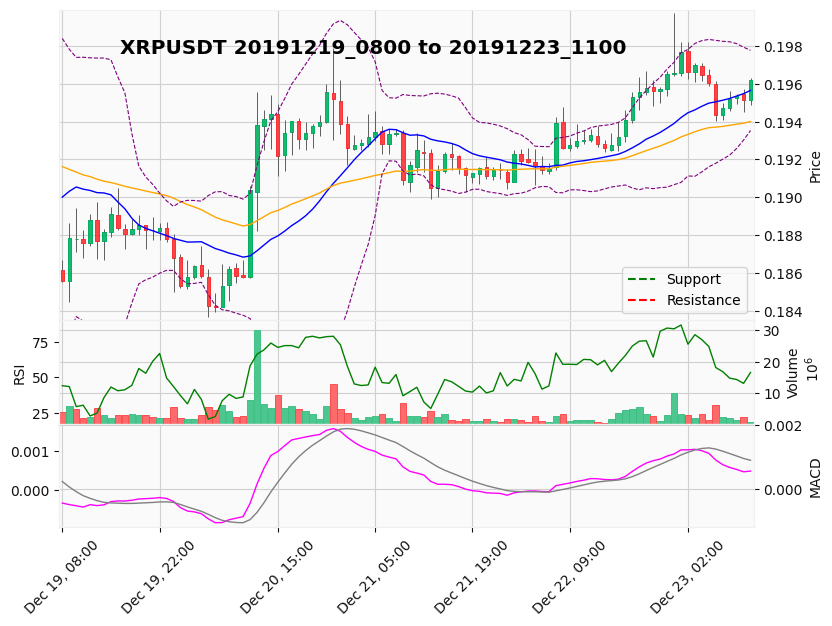 XRPUSDT 20191219_0800 to 20191223_1100
0.198
0.196
0.194
0.192
0.190
0.188
0.186
0.184
Price
Support
Resistance
75
50
25
RSI
30
20
10
Volume
10^6
0.002
0.001
0.000
0.000
MACD
Dec 19, 08:00
Dec 19, 22:00
Dec 20, 15:00
Dec 21, 05:00
Dec 21, 19:00
Dec 22, 09:00
Dec 23, 02:00